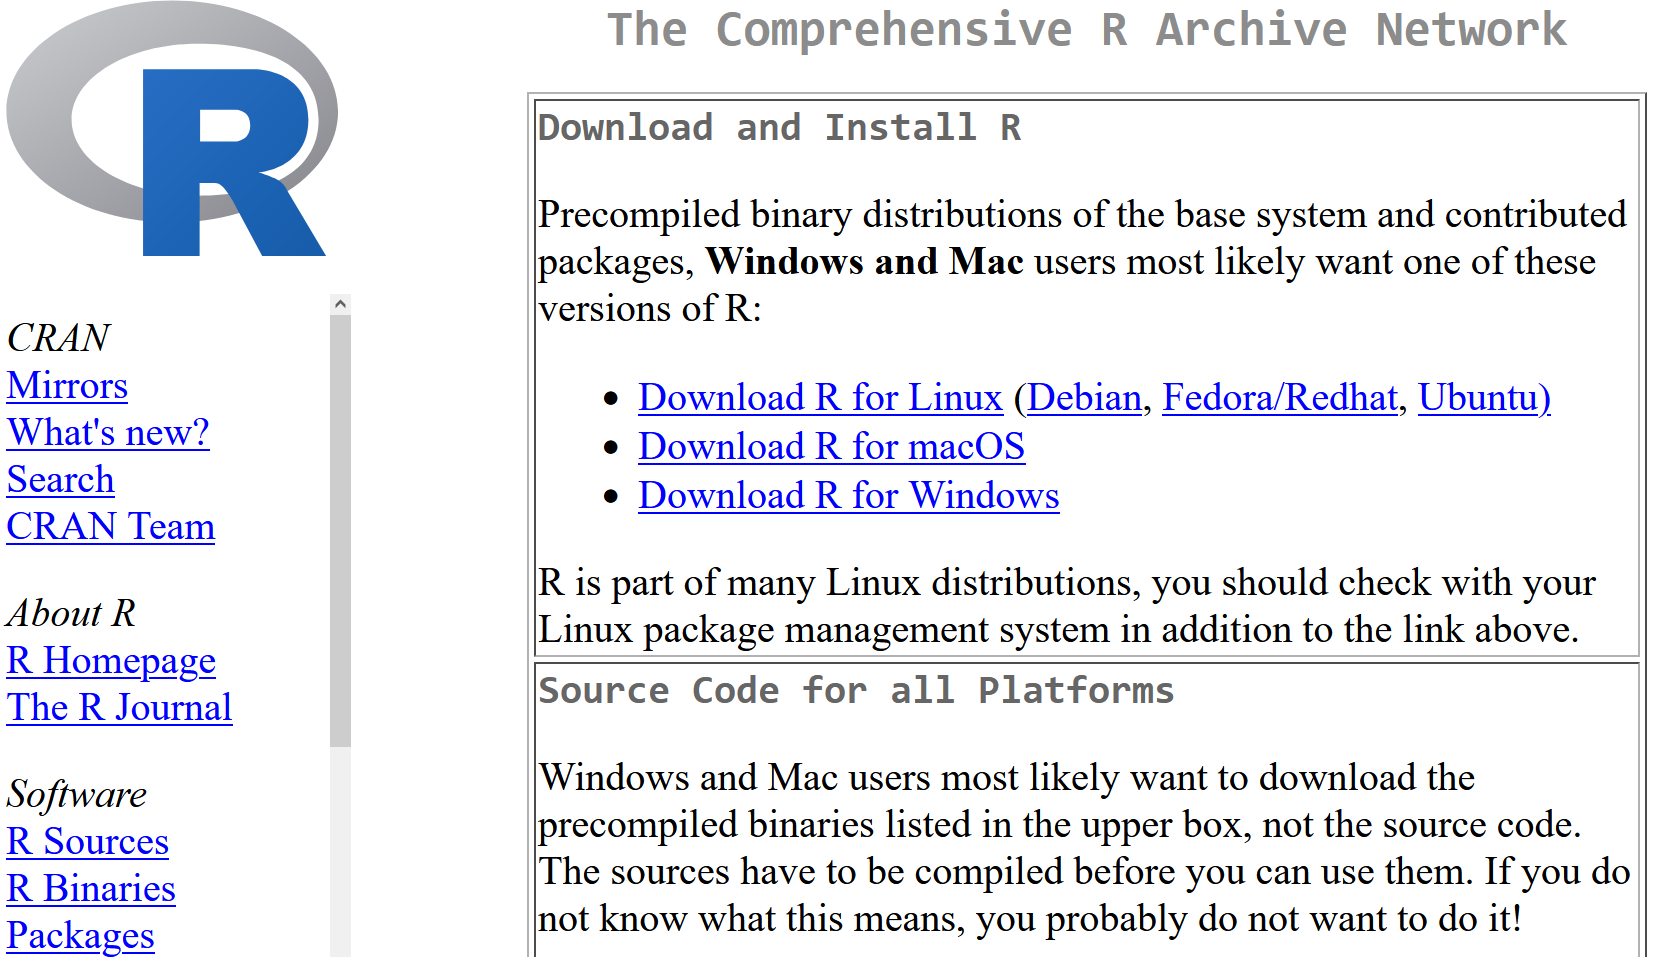 R
CRAN
Mirrors
What's new?
Search
CRAN Team
About R
R Homepage
The R Journal
Software
R Sources
R Binaries
Packages
The Comprehensive R Archive Network
Download and Install R
Precompiled binary distributions of the base system and contributed
packages, Windows and Mac users most likely want one of these
versions of R:
• Download R for Linux (Debian, Fedora/Redhat, Ubuntu)
• Download R for macOS
• Download R for Windows
R is part of many Linux distributions, you should check with your
Linux package management system in addition to the link above.
Source Code for all Platforms
Windows and Mac users most likely want to download the
precompiled binaries listed in the upper box, not the source code.
The sources have to be compiled before you can use them. If you do
not know what this means, you probably do not want to do it!